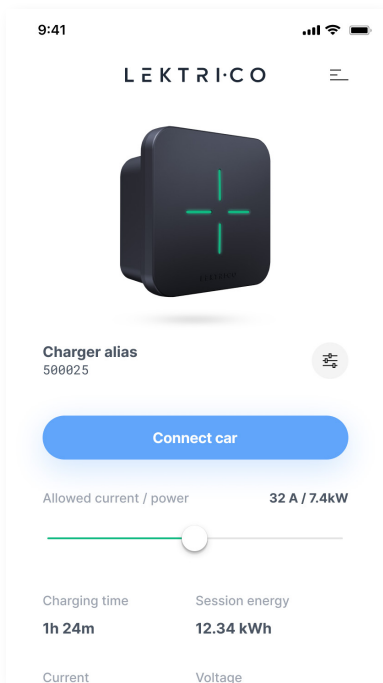 9:41
LEKTRI·CO
Charger alias
500025
Connect car
Allowed current / power 32 A / 7.4kW
Charging time Session energy
1h 24m 12.34 kWh
Current Voltage